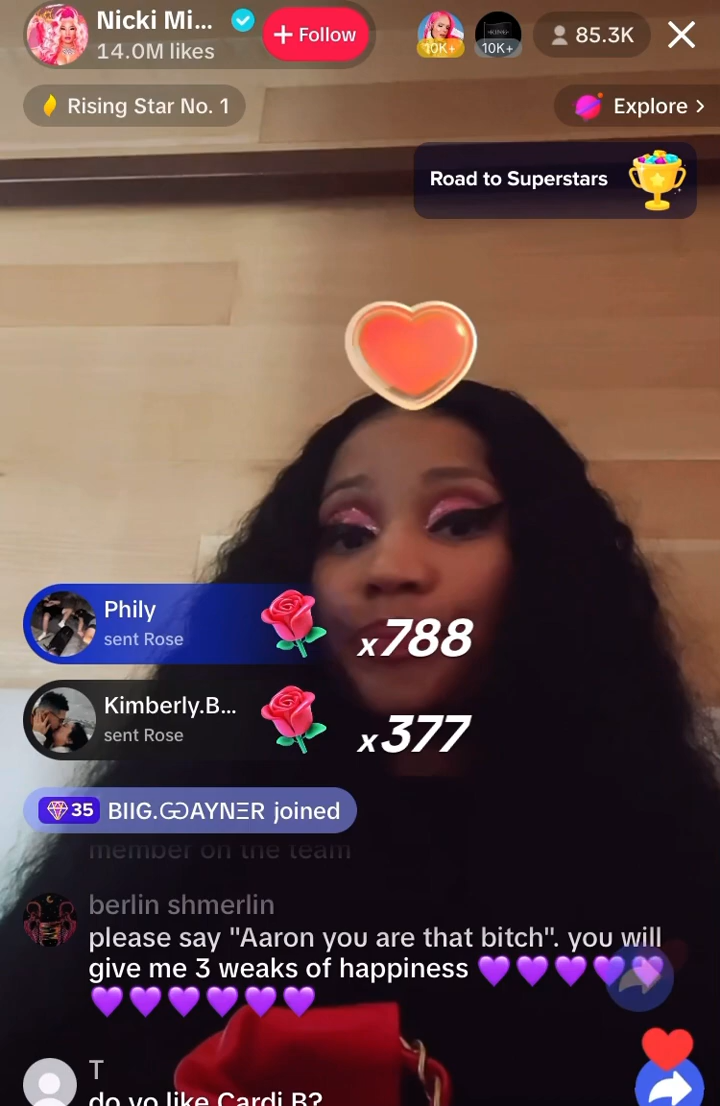 Nicki Mi...
14.0M likes
+ Follow
10K+
10K+
85.3K
Rising Star No. 1
Explore >
Road to Superstars
Phily
sent Rose
x788
Kimberly.B...
sent Rose
x377
35 BIIG.GAYNΞR joined
member on the team
berlin shmerlin
please say "Aaron you are that bitch". you will
give me 3 weaks of happiness 💜💜💜💜💜
💜💜💜💜💜💜
T
do yo like Cardi B?